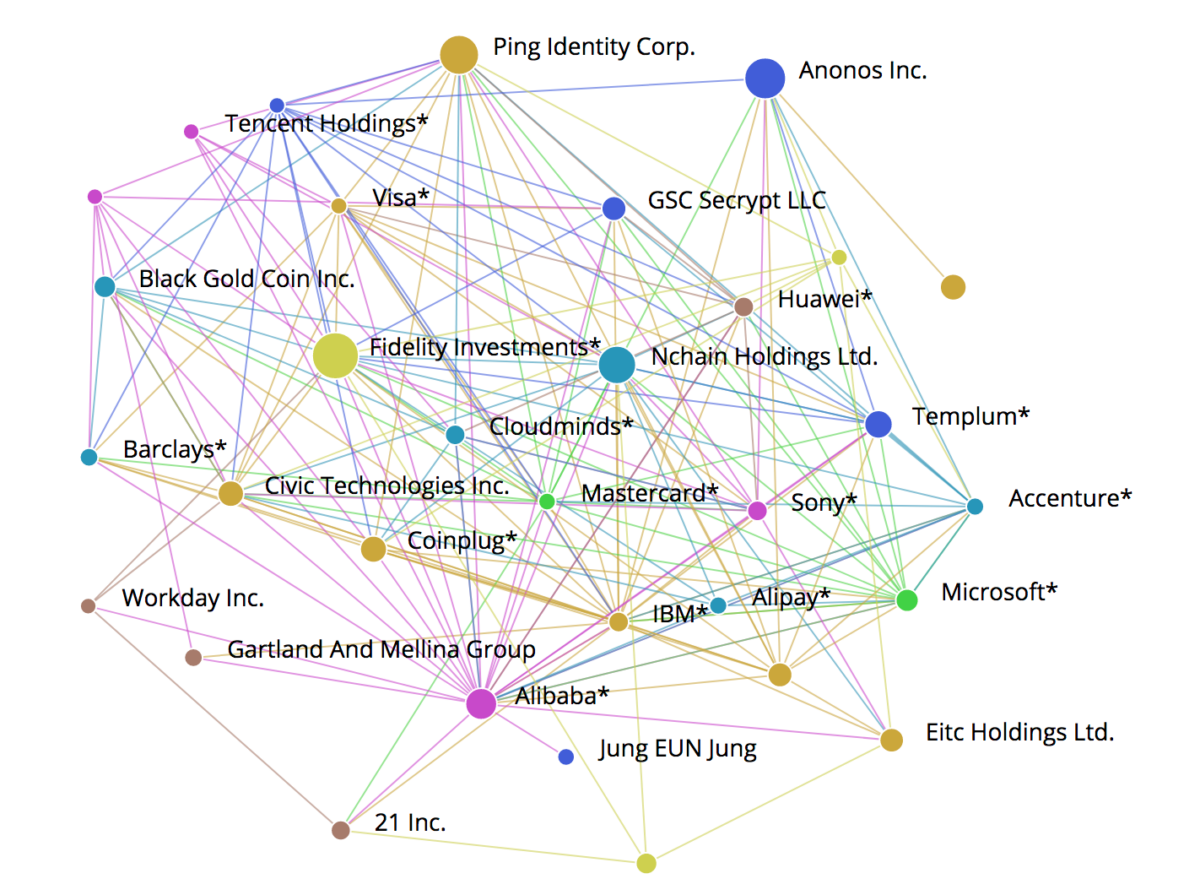 Ping Identity Corp.
Anonos Inc.
Tencent Holdings*
Visa*
GSC Secrypt LLC
Black Gold Coin Inc.
Huawei*
Fidelity Investments*
Nchain Holdings Ltd.
Templum*
Cloudminds*
Barclays*
Civic Technologies Inc.
Mastercard*
Sony*
Accenture*
Coinplug*
Workday Inc.
IBM*
Alipay*
Microsoft*
Gartland And Mellina Group
Alibaba*
Eitc Holdings Ltd.
Jung EUN Jung
21 Inc.